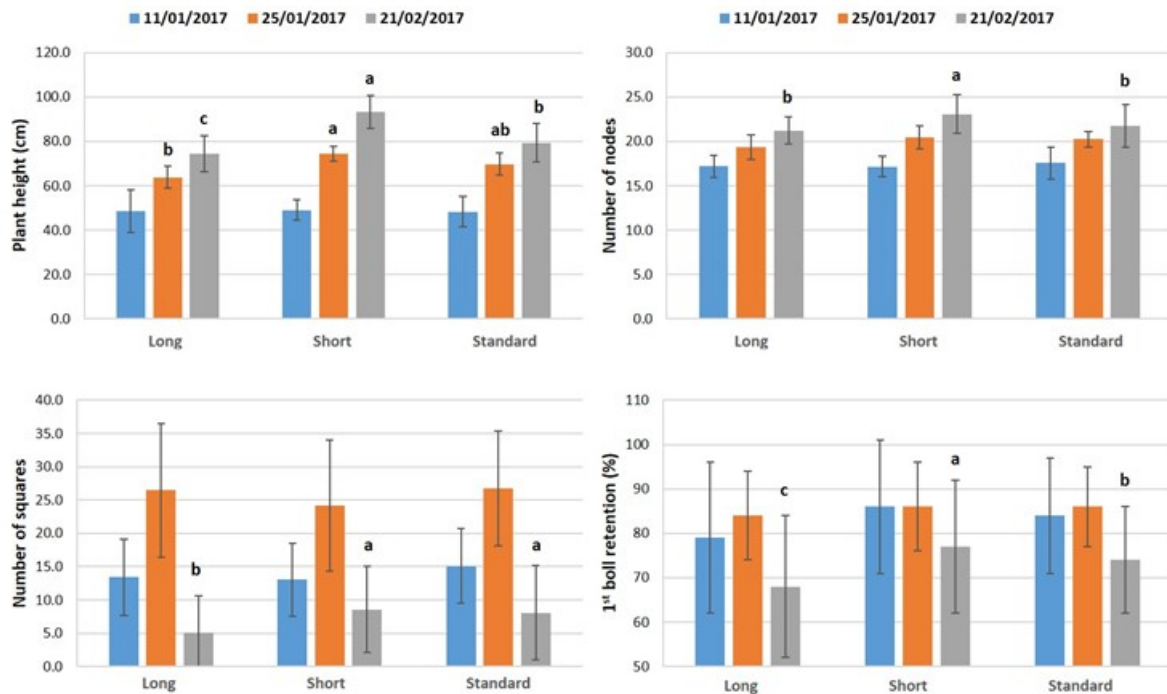 11/01/2017 25/01/2017 21/02/2017
Plant height (cm)
120.0
100.0
80.0
60.0
40.0
20.0
0.0
b c
a a
ab b
Long Short Standard
11/01/2017 25/01/2017 21/02/2017
Number of nodes
30.0
25.0
20.0
15.0
10.0
5.0
0.0
b a b
Long Short Standard
Number of squares
40.0
35.0
30.0
25.0
20.0
15.0
10.0
5.0
0.0
b a a
Long Short Standard
1st boll retention (%)
110
100
90
80
70
60
50
c a b
Long Short Standard